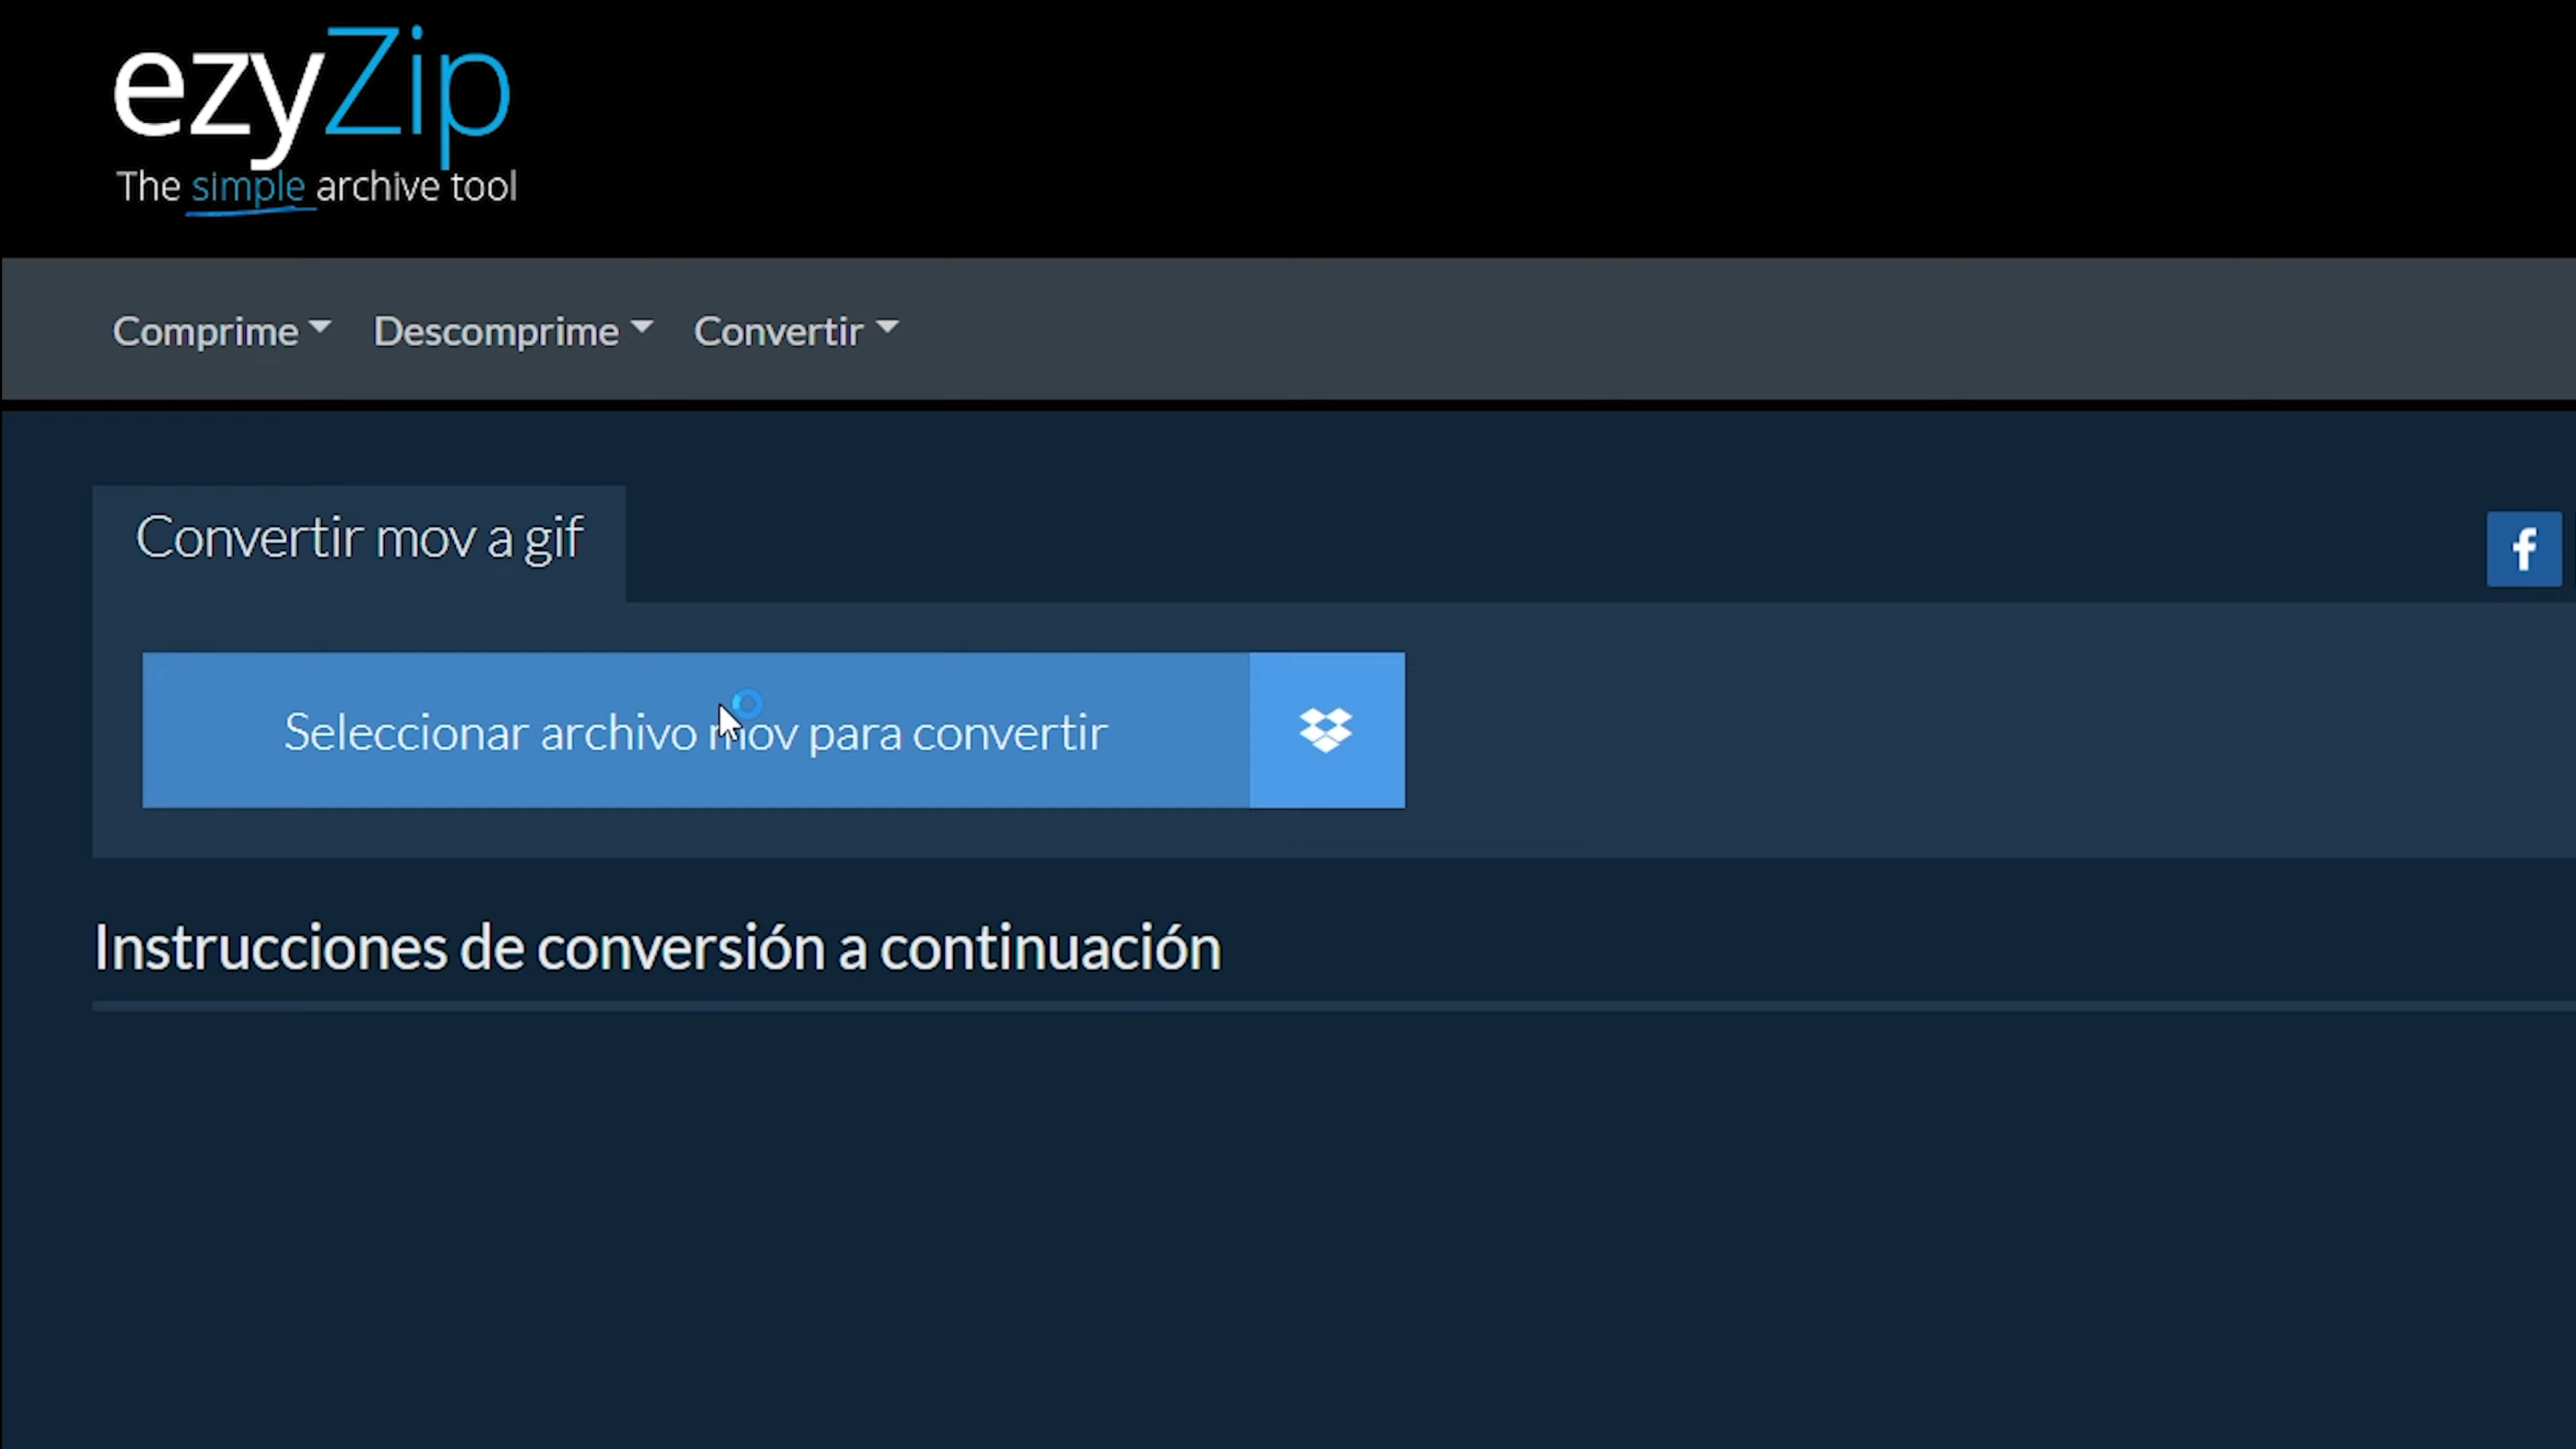 ezyZip
The simple archive tool
Comprime Descomprime Convertir
Convertir mov a gif
f
Seleccionar archivo mov para convertir
Instrucciones de conversión a continuación